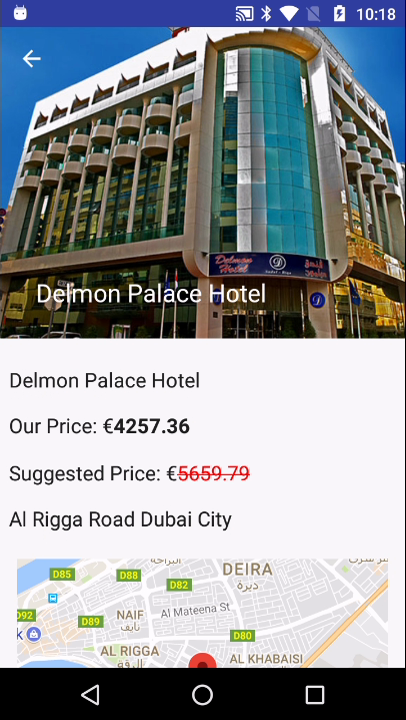 10:18
Delmon
Hotel
D
D
Delmon Palace Hotel
Delmon Palace Hotel
Our Price: €4257.36
Suggested Price: €5659.79
Al Rigga Road Dubai City
DEIRA
ديرة
D85
D88
D82
D92
NAIF
نايف
Al Mateena St
D89
D80
k
AL RIGGA
الرقة
AL KHABAISI